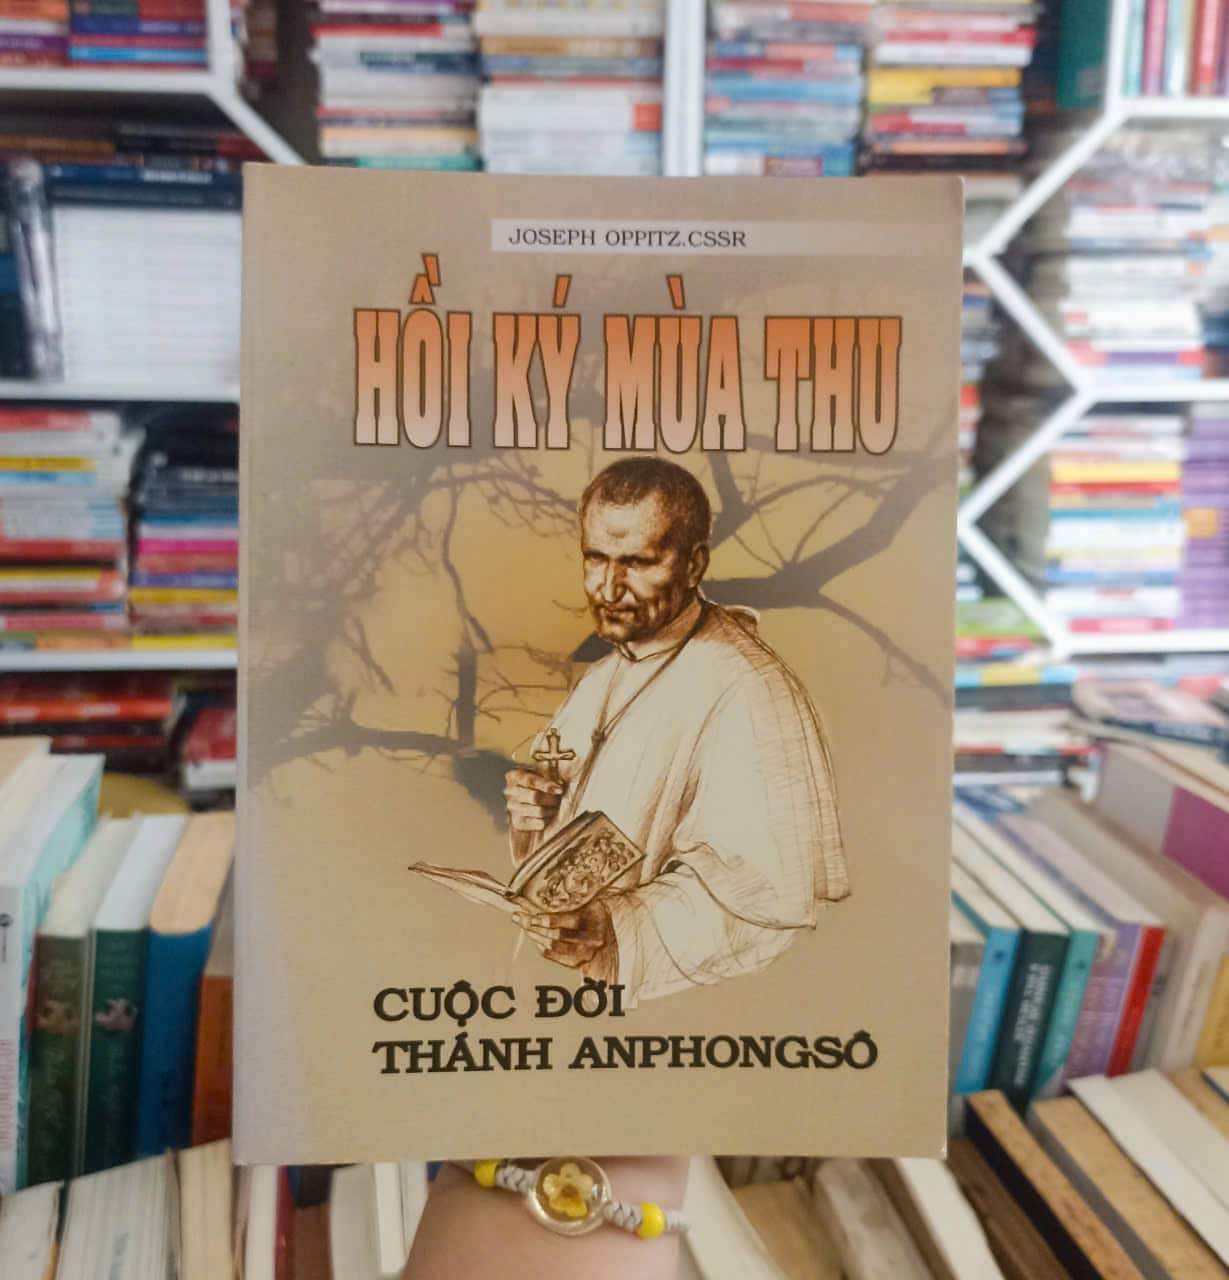 JOSEPH OPPITZ.CSSR
HỒI KÝ MÙA THU
CUỘC ĐỜI
THÁNH ANPHONGSÔ